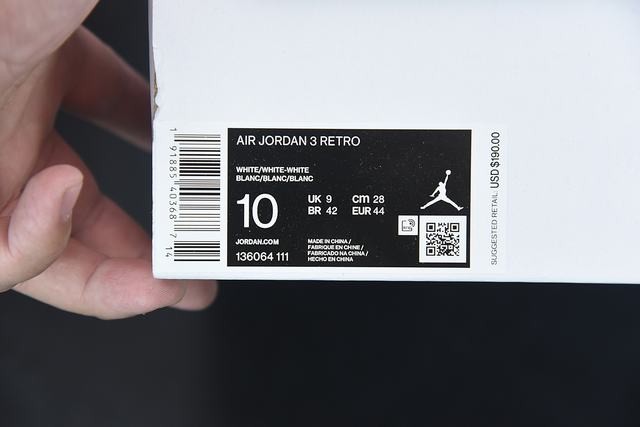 AIR JORDAN 3 RETRO
WHITE/WHITE-WHITE
BLANC/BLANC/BLANC
10
UK 9 cm 28
BR 42 EUR 44
JORDAN.COM
136064 111
MADE IN CHINA /
FABRIQUE EN CHINE /
FABRICADO NA CHINA /
HECHO EN CHINA
1 91885 40368 7 14
SUGGESTED RETAIL: USD $190.00